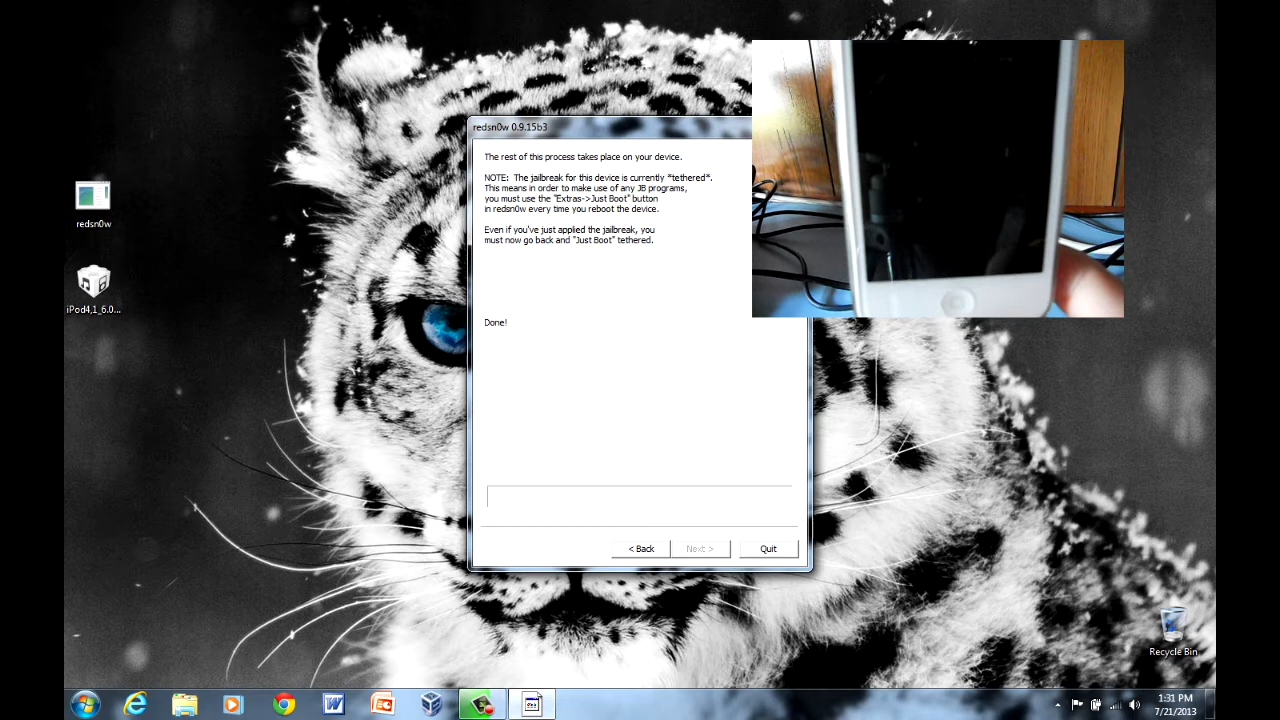 redsn0w 0.9.15b3
The rest of this process takes place on your device.
NOTE: The jailbreak for this device is currently *tethered*.
This means in order to make use of any JB programs,
you must use the "Extras->Just Boot" button
in redsn0w every time you reboot the device.
Even if you've just applied the jailbreak, you
must now go back and "Just Boot" tethered.
Done!
< Back
Next >
Quit
redsn0w
iPod4,1_6.0...
Recycle Bin
1:31 PM
7/21/2013